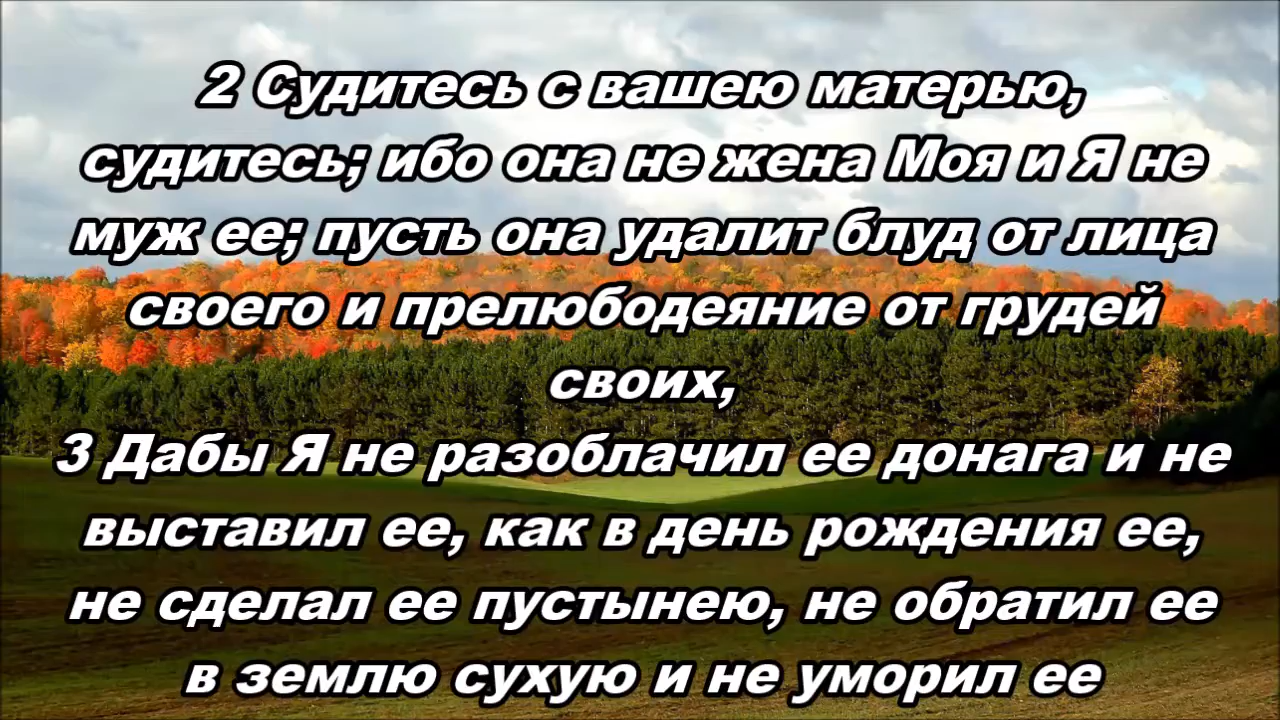 2 Судитесь с вашею матерью,
судитесь; ибо она не жена Моя и Я не
муж ее; пусть она удалит блуд от лица
своего и прелюбодеяние от грудей
своих,
3 Дабы Я не разоблачил ее донага и не
выставил ее, как в день рождения ее,
не сделал ее пустынею, не обратил ее
в землю сухую и не уморил ее